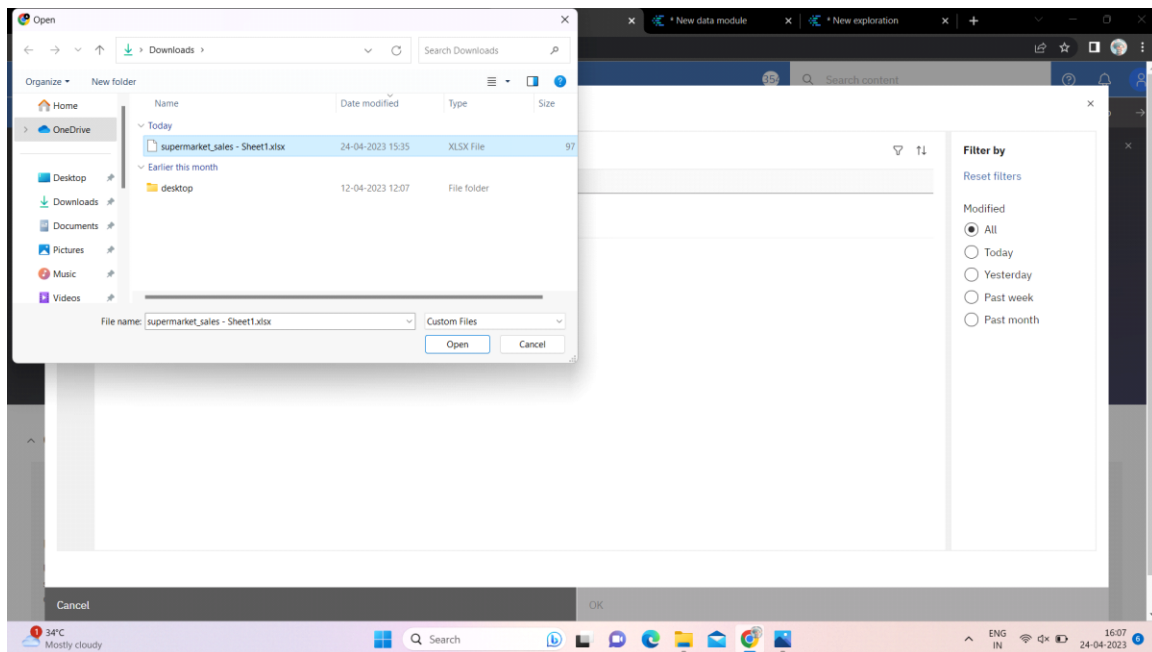 Open
* New data module
* New exploration
Downloads
Search Downloads
Organize
New folder
354
Search content
Name
Date modified
Type
Size
Home
OneDrive
Desktop
Downloads
Documents
Pictures
Music
Videos
Today
supermarket_sales - Sheet1.xlsx
24-04-2023 15:35
XLSX File
97
Earlier this month
desktop
12-04-2023 12:07
File folder
File name:
supermarket_sales - Sheet1.xlsx
Custom Files
Open
Cancel
Filter by
Reset filters
Modified
All
Today
Yesterday
Past week
Past month
Cancel
OK
1
34°C
Mostly cloudy
Search
ENG
IN
16:07
24-04-2023
6